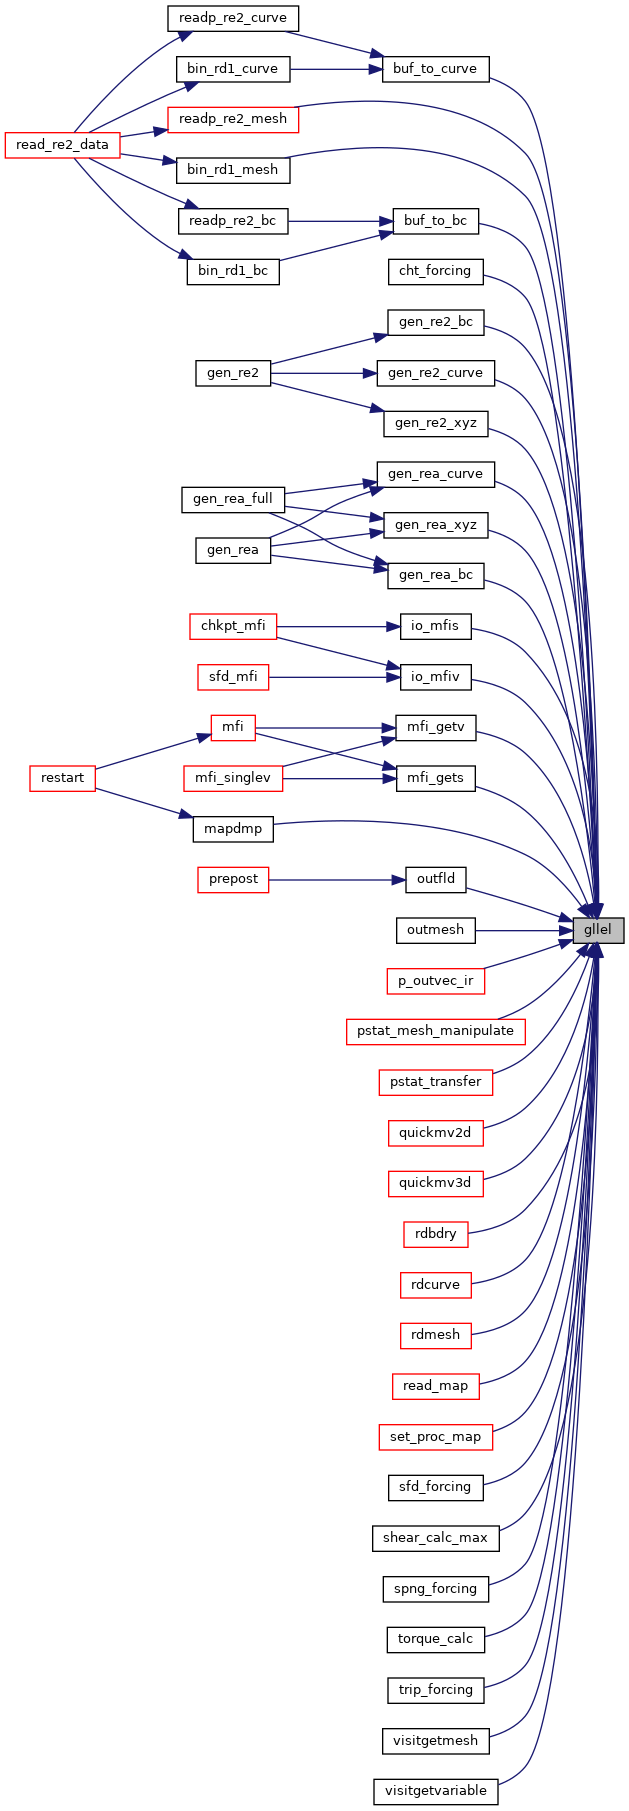 readp_re2_curve
bin_rd1_curve
buf_to_curve
readp_re2_mesh
read_re2_data
bin_rd1_mesh
readp_re2_bc
buf_to_bc
bin_rd1_bc
cht_forcing
gen_re2_bc
gen_re2
gen_re2_curve
gen_re2_xyz
gen_rea_curve
gen_rea_full
gen_rea_xyz
gen_rea
gen_rea_bc
chkpt_mfi
io_mfis
sfd_mfi
io_mfiv
mfi
mfi_getv
restart
mfi_singlev
mfi_gets
mapdmp
prepost
outfld
outmesh
gllel
p_outvec_ir
pstat_mesh_manipulate
pstat_transfer
quickmv2d
quickmv3d
rdbdry
rdcurve
rdmesh
read_map
set_proc_map
sfd_forcing
shear_calc_max
spng_forcing
torque_calc
trip_forcing
visitgetmesh
visitgetvariable